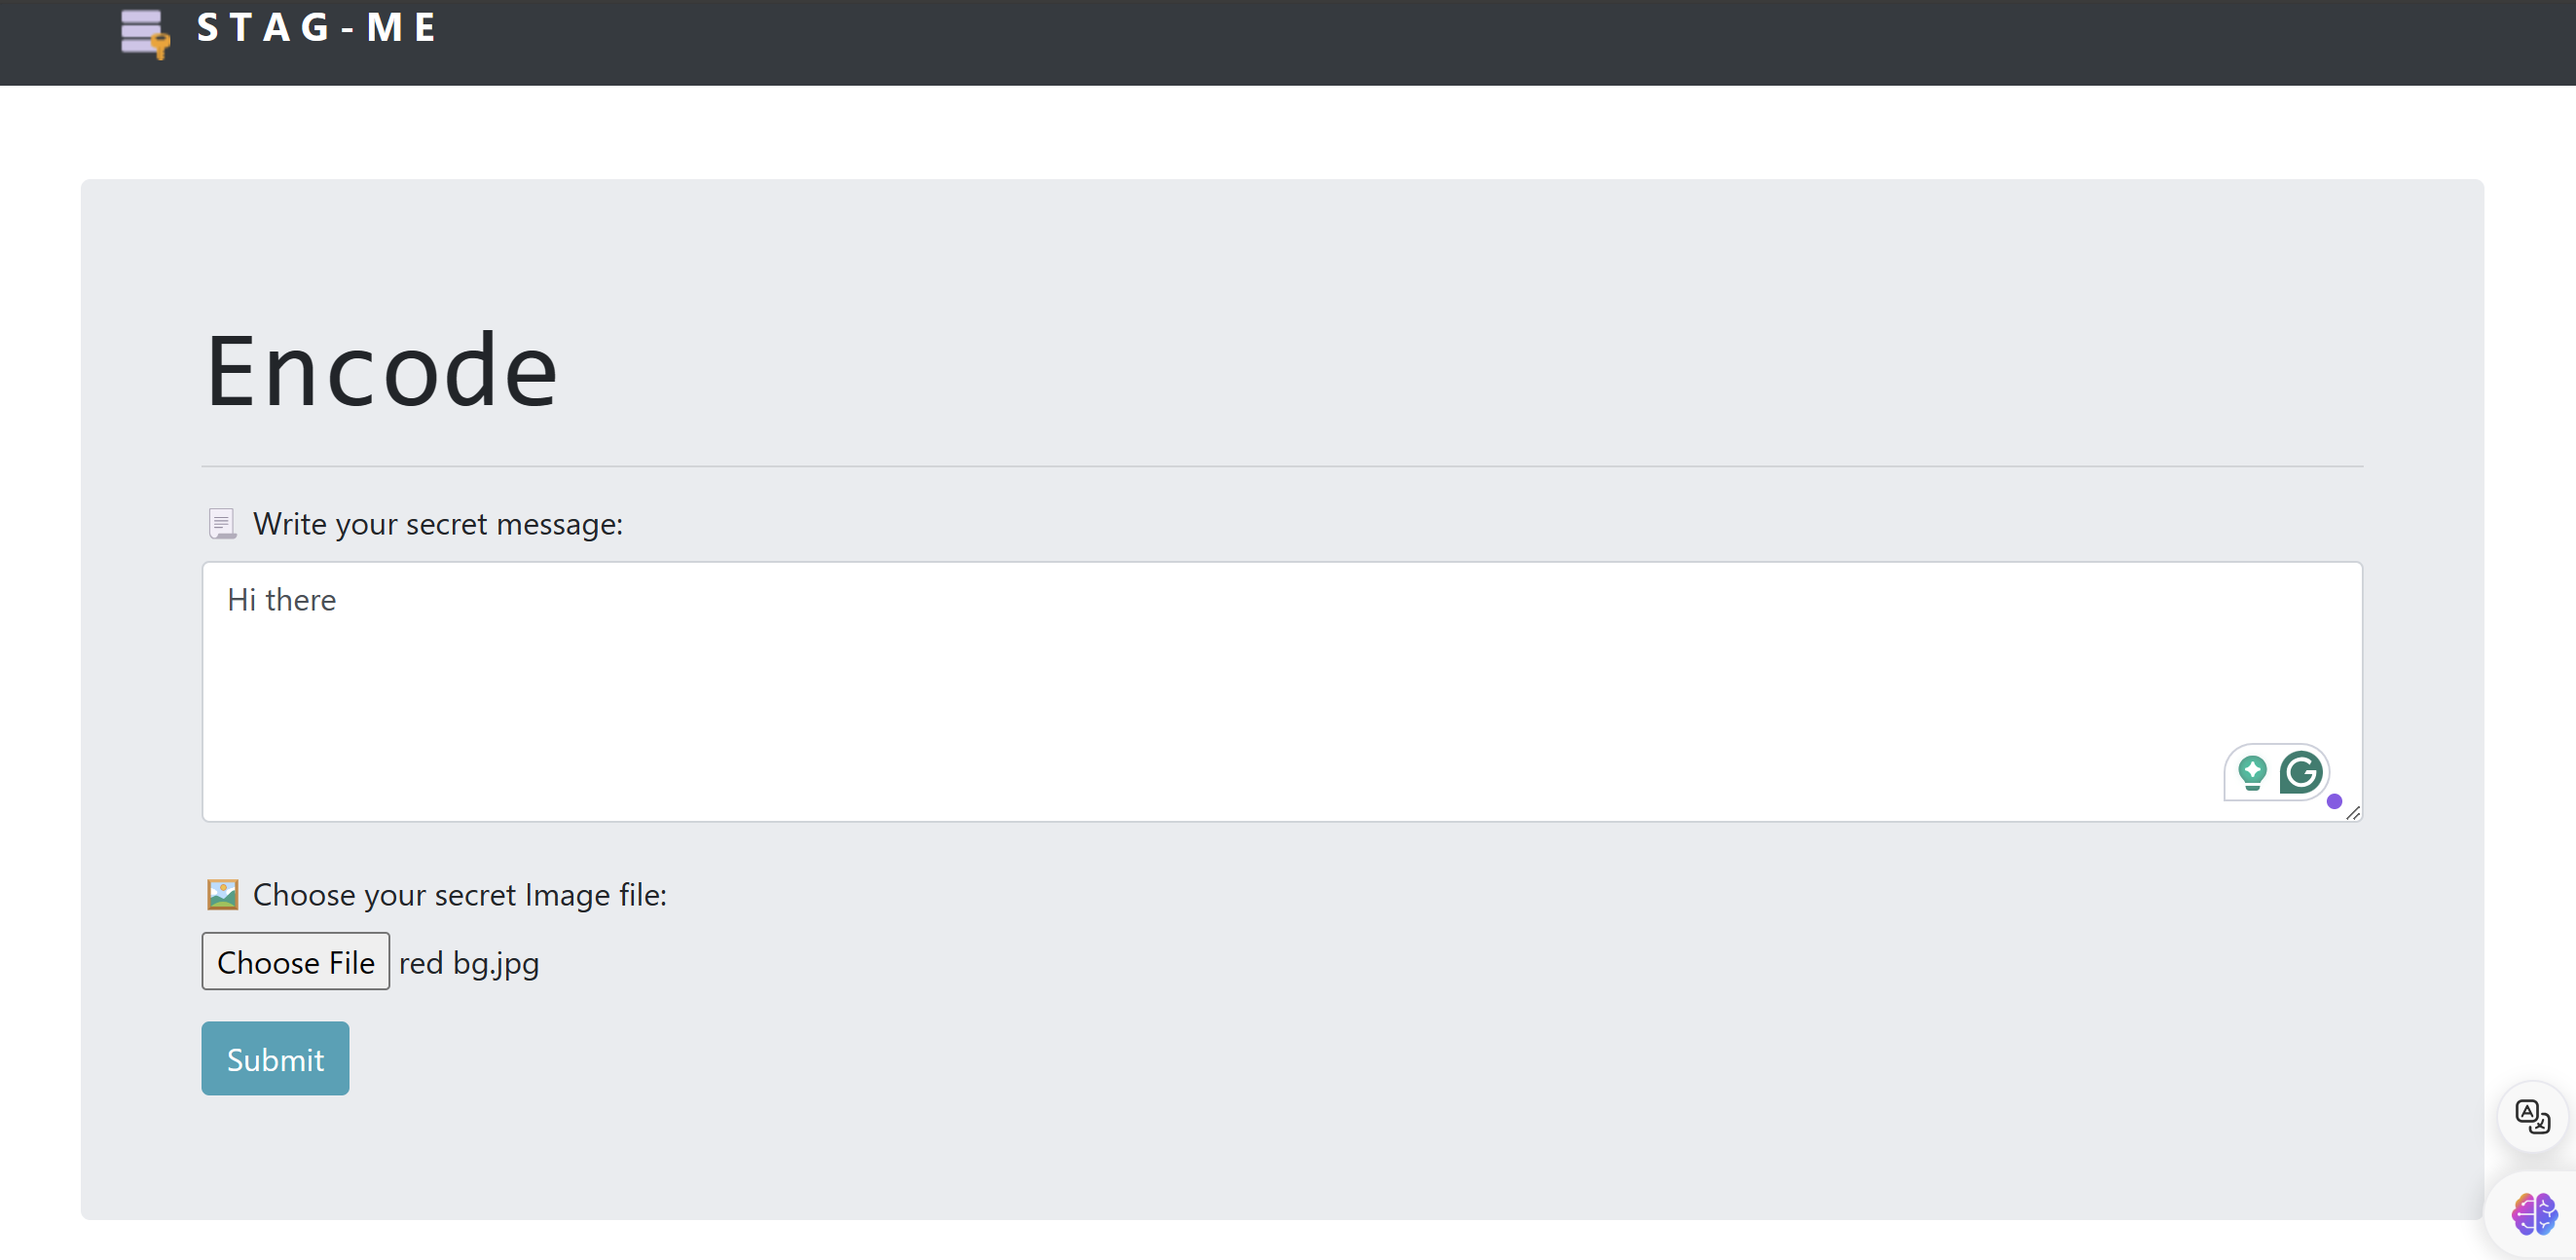 STAG-ME
Encode
Write your secret message:
Hi there
Choose your secret Image file:
Choose File red bg.jpg
Submit